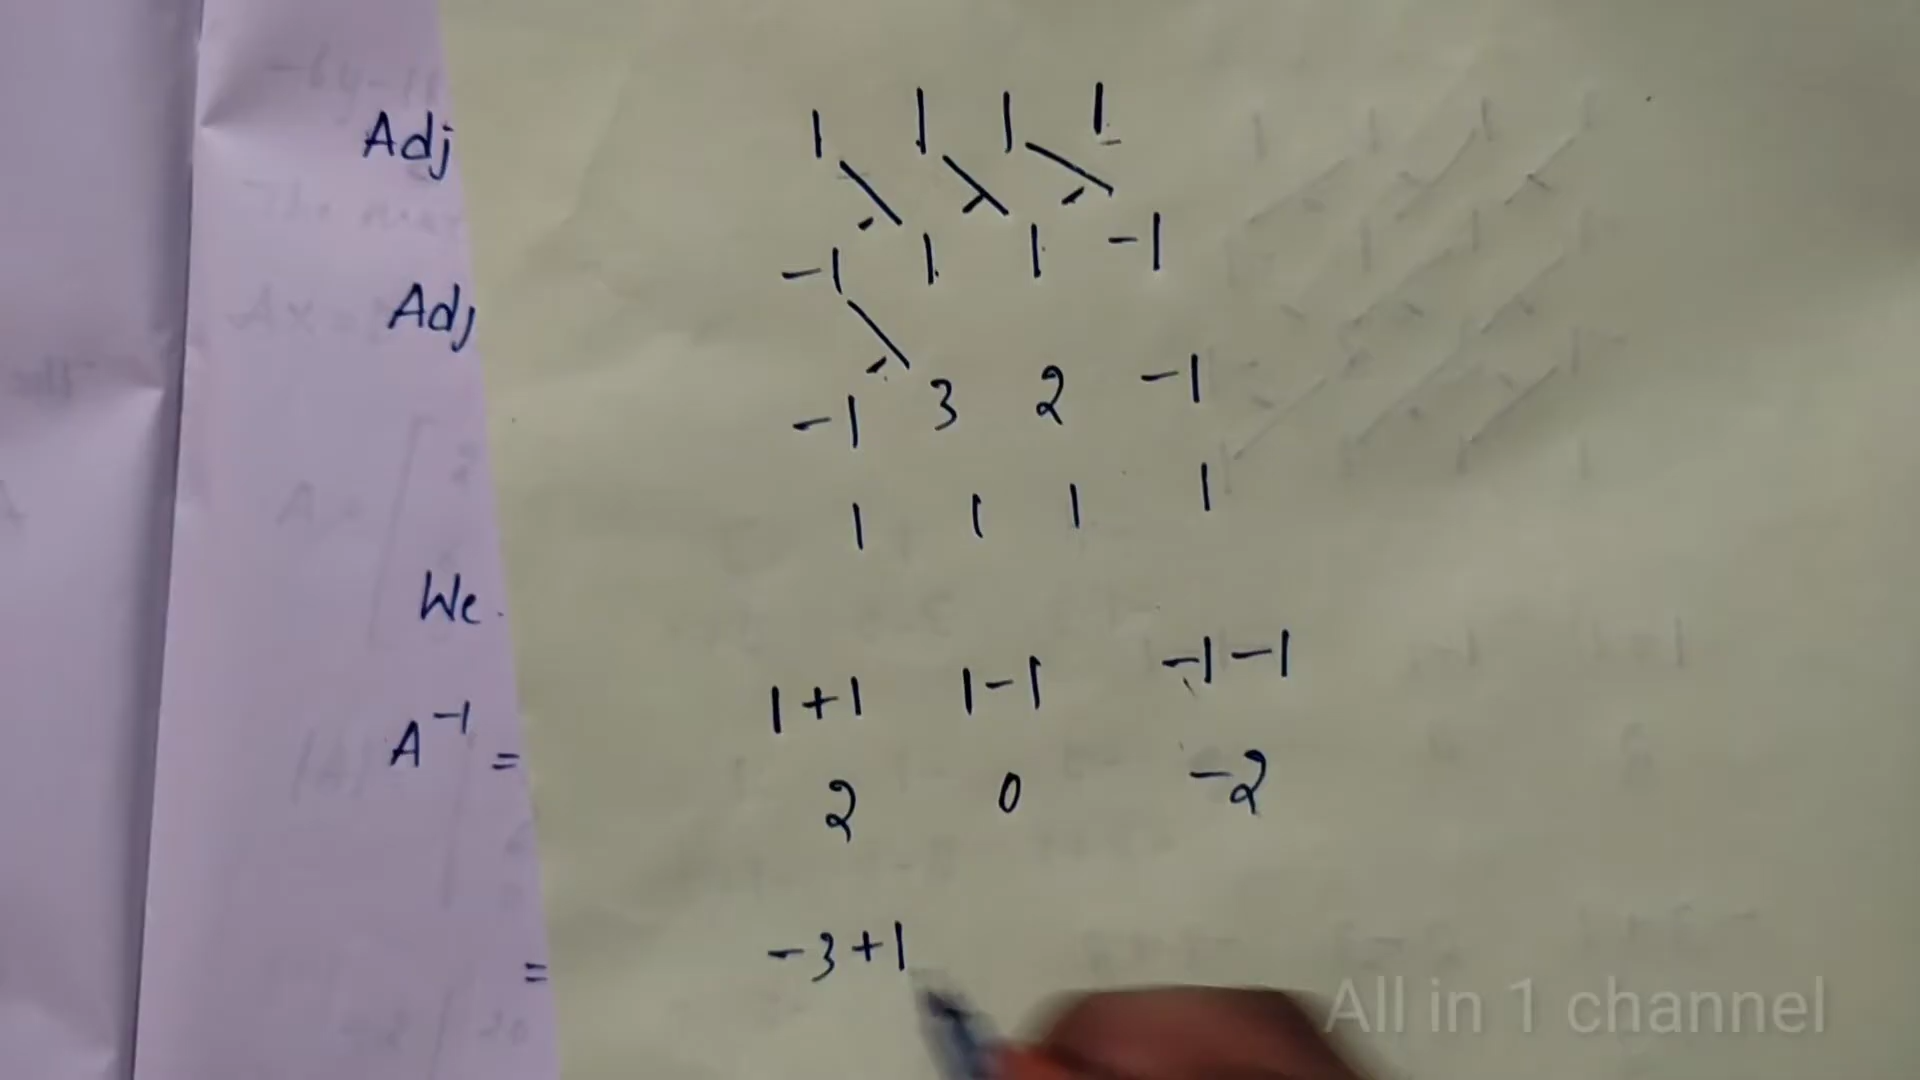 Adj
Adj
We
A⁻¹ =
=
1 1 1 1
-1 1 1 -1
-1 3 2 -1
1 1 1 1
1+1 1-1 -1-1
2 0 -2
-3+1
All in 1 channel